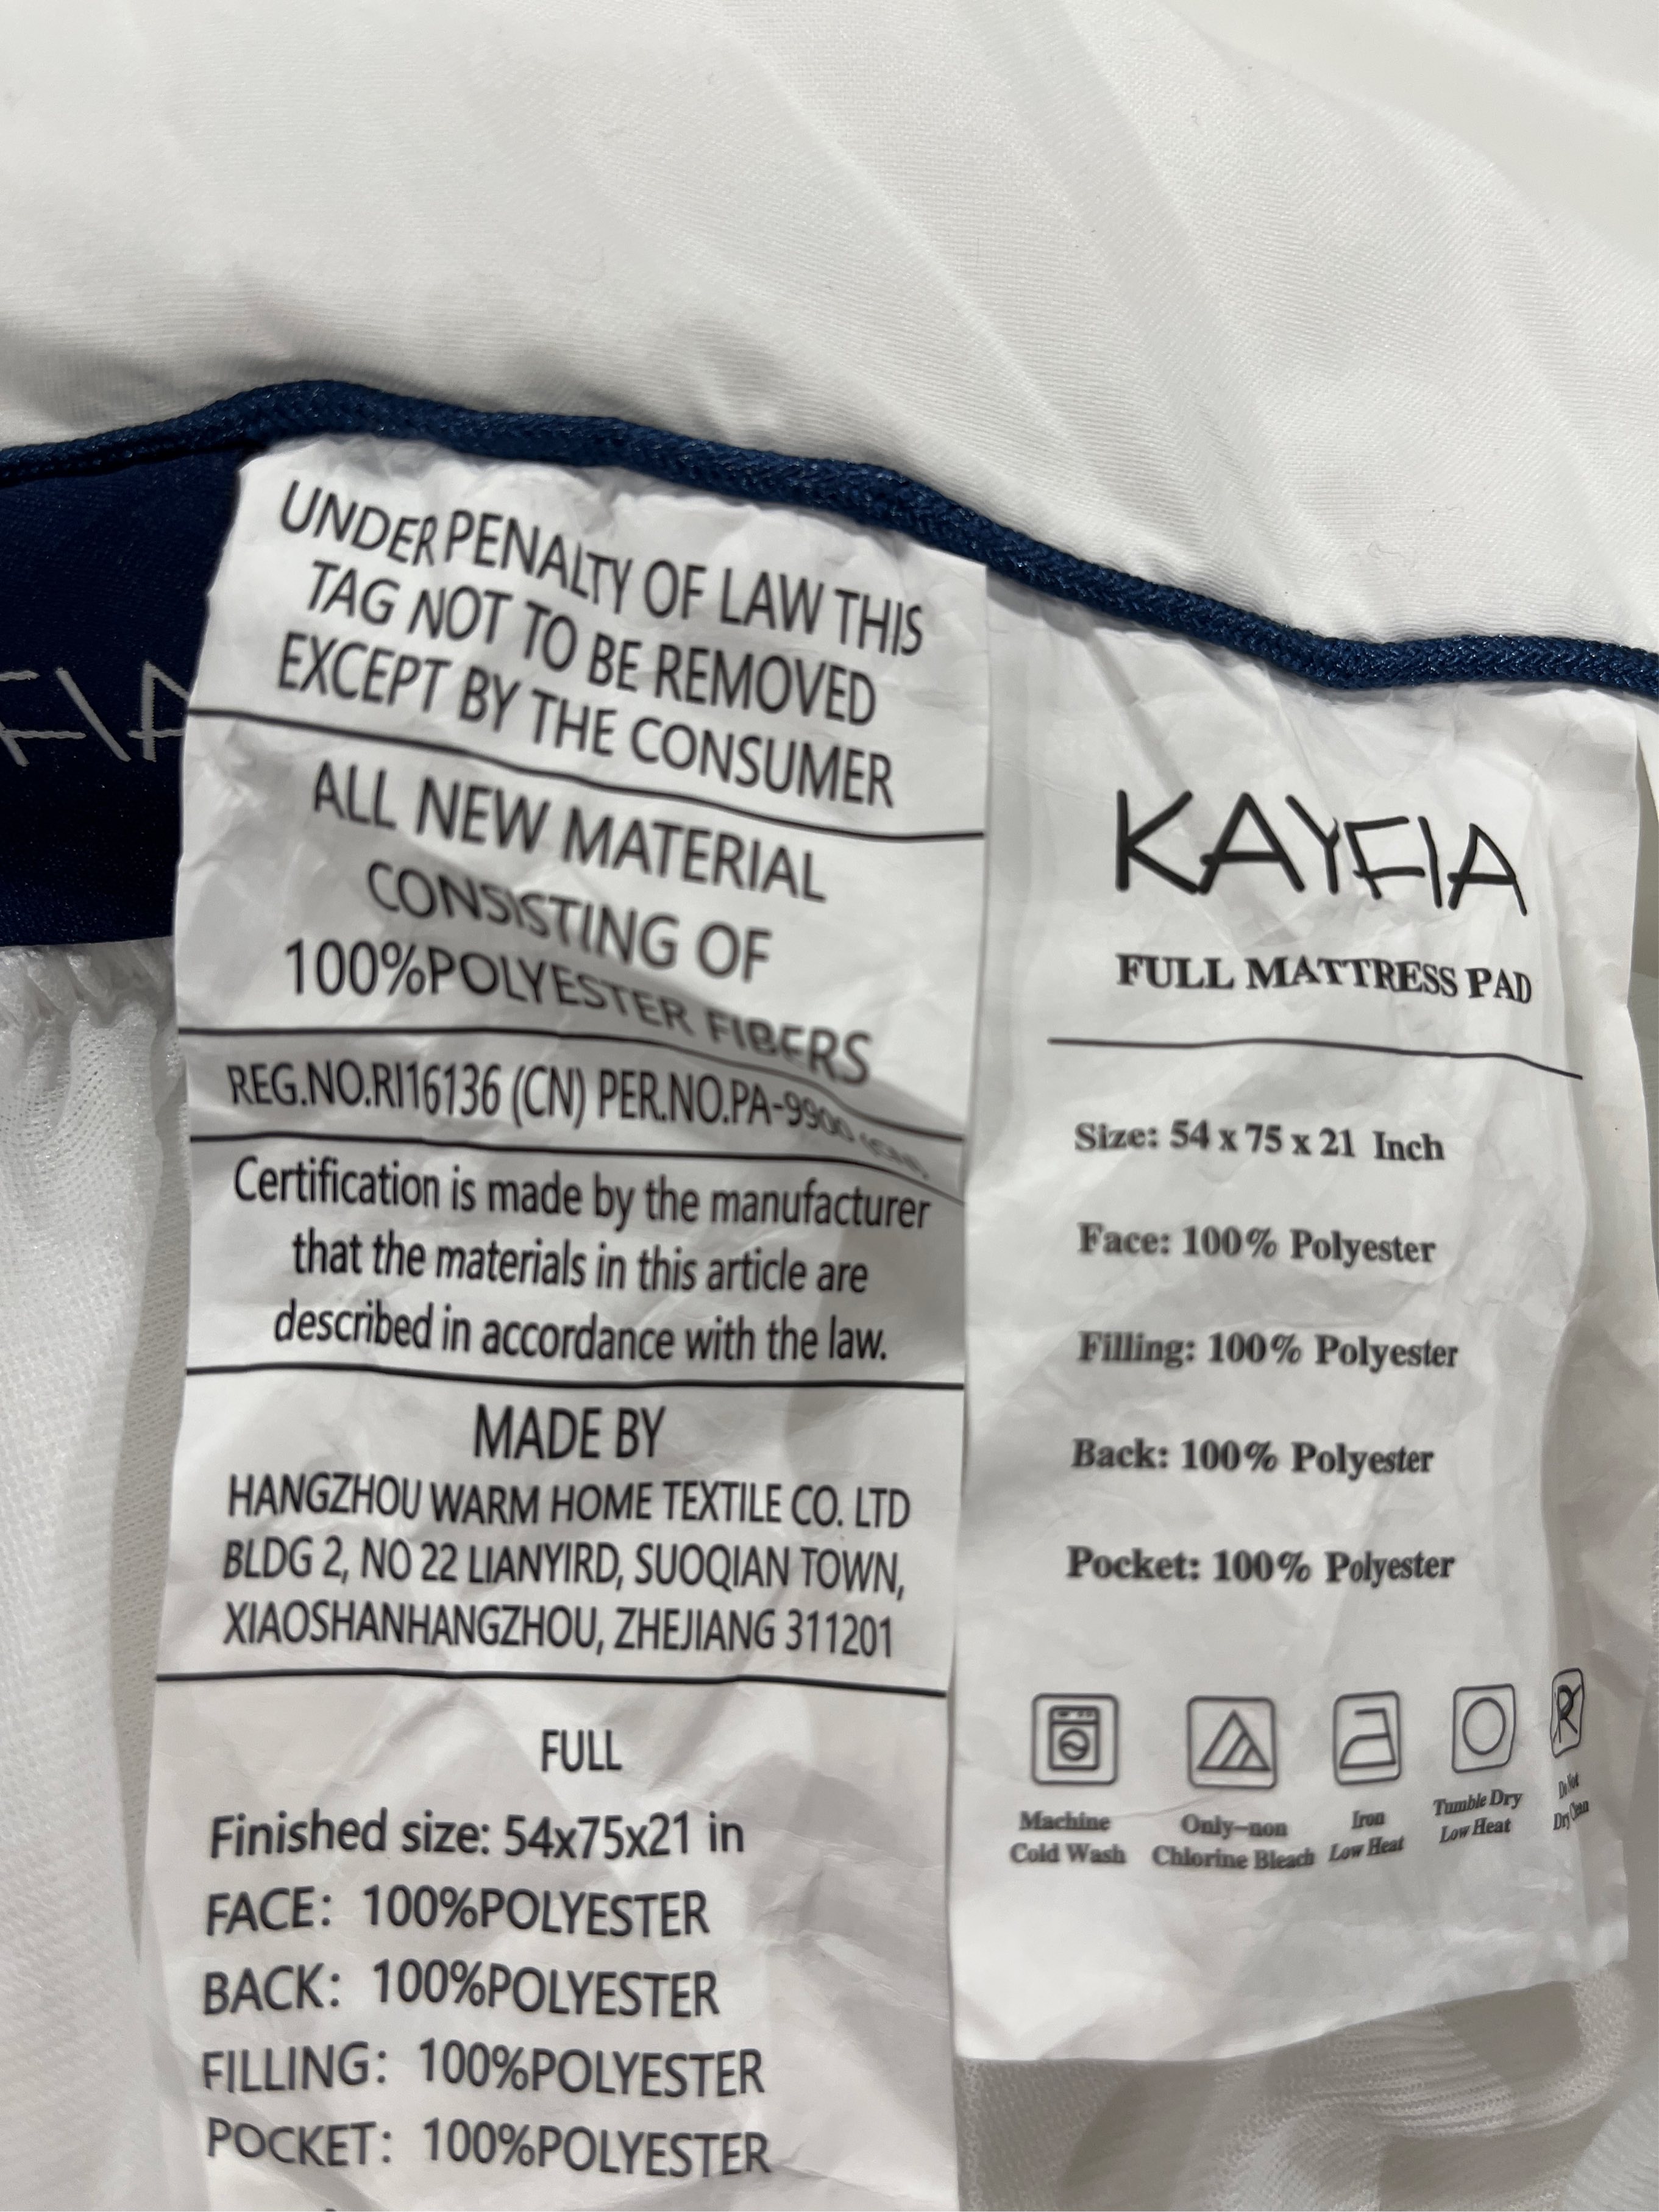 UNDER PENALTY OF LAW THIS
TAG NOT TO BE REMOVED
EXCEPT BY THE CONSUMER
ALL NEW MATERIAL
CONSISTING OF
100%POLYESTER FIBERS
REG.NO.RI16136 (CN) PER.NO.PA-9900
Certification is made by the manufacturer
that the materials in this article are
described in accordance with the law.
MADE BY
HANGZHOU WARM HOME TEXTILE CO. LTD
BLDG 2, NO 22 LIANYIRD, SUOQIAN TOWN,
XIAOSHANHANGZHOU, ZHEJIANG 311201
FULL
Finished size: 54x75x21 in
FACE: 100%POLYESTER
BACK: 100%POLYESTER
FILLING: 100%POLYESTER
POCKET: 100%POLYESTER
KAYFIA
FULL MATTRESS PAD
Size: 54 x 75 x 21 Inch
Face: 100% Polyester
Filling: 100% Polyester
Back: 100% Polyester
Pocket: 100% Polyester
Machine
Cold Wash
Only-non
Chlorine Bleach
Iron
Low Heat
Tumble Dry
Low Heat
Do Not
Dry Clean
FIA